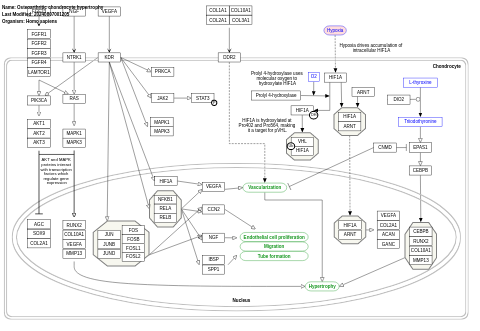 Name: Osteoarthritic chondrocyte hypertrophy
Last Modified: 
Organism: Homo sapiens
NGF
VEGFA
COL1A1
COL10A1
COL2A1
COL3A1
Hypoxia
Hypoxia drives accumulation of
intracellular HIF1A
Chondrocyte
FGFR1
FGFR2
FGFR3
FGFR4
LAMTOR1
NTRK1
KDR
DDR2
PRKCA
Prolyl 4-hydroxylase uses
molecular oxygen to
hydroxylate HIF1A
O2
HIF1A
L-thyroxine
Prolyl 4-hydroxylase
ARNT
PIK3CA
RAS
JAK2
STAT3
P
DIO2
HIF1A
OH
HIF1A
ARNT
Triiodothyronine
HIF1A is hydroxylated at
Pro402 and Pro564, making
it a target for pVHL
AKT1
AKT2
AKT3
MAPK1
MAPK3
MAPK1
MAPK3
VHL
HIF1A
CNMD
EPAS1
AKT and MAPK
proteins interact
with transcription
factors which
regulate gene
expression
CEBPB
HIF1A
VEGFA
Vascularization
NFKB1
RELA
RELB
CCN2
AGC
SOX9
COL2A1
RUNX2
COL10A1
VEGFA
MMP13
JUN
JUNB
JUND
FOS
FOSB
FOSL1
FOSL2
NGF
Endothelial cell proliferation
Migration
Tube formation
IBSP
SPP1
HIF1A
ARNT
VEGFA
COL2A1
ACAN
GANC
CEBPB
RUNX2
COL10A1
MMP13
Hypertrophy
Nucleus